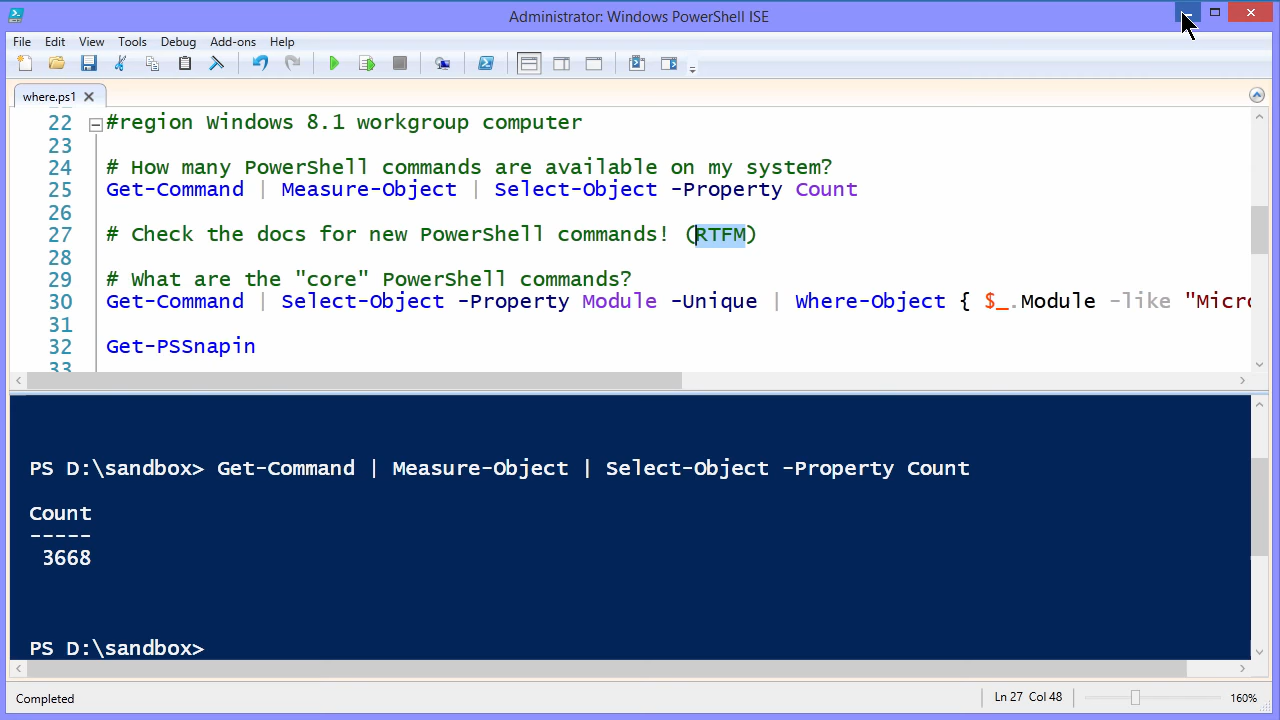 Administrator: Windows PowerShell ISE
File Edit View Tools Debug Add-ons Help
where.ps1
22 #region Windows 8.1 workgroup computer
23
24 # How many PowerShell commands are available on my system?
25 Get-Command | Measure-Object | Select-Object -Property Count
26
27 # Check the docs for new PowerShell commands! (RTFM)
28
29 # What are the "core" PowerShell commands?
30 Get-Command | Select-Object -Property Module -Unique | Where-Object { $_.Module -like "Micro
31
32 Get-PSSnapin
33
PS D:\sandbox> Get-Command | Measure-Object | Select-Object -Property Count
Count
-----
3668
PS D:\sandbox>
Completed
Ln 27 Col 48
160%